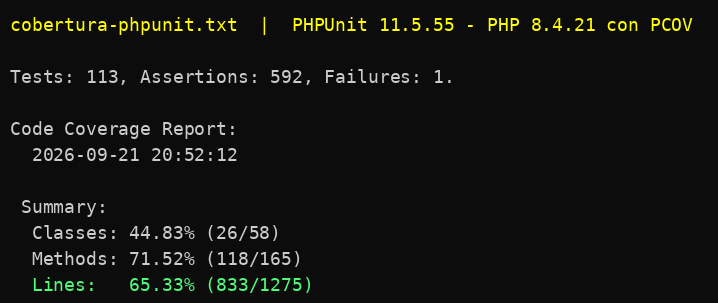 cobertura-phpunit.txt  |  PHPUnit 11.5.55 - PHP 8.4.21 con PCOV
Tests: 113, Assertions: 592, Failures: 1.
Code Coverage Report:
2026-09-21 20:52:12
Summary:
Classes: 44.83% (26/58)
Methods: 71.52% (118/165)
Lines:   65.33% (833/1275)